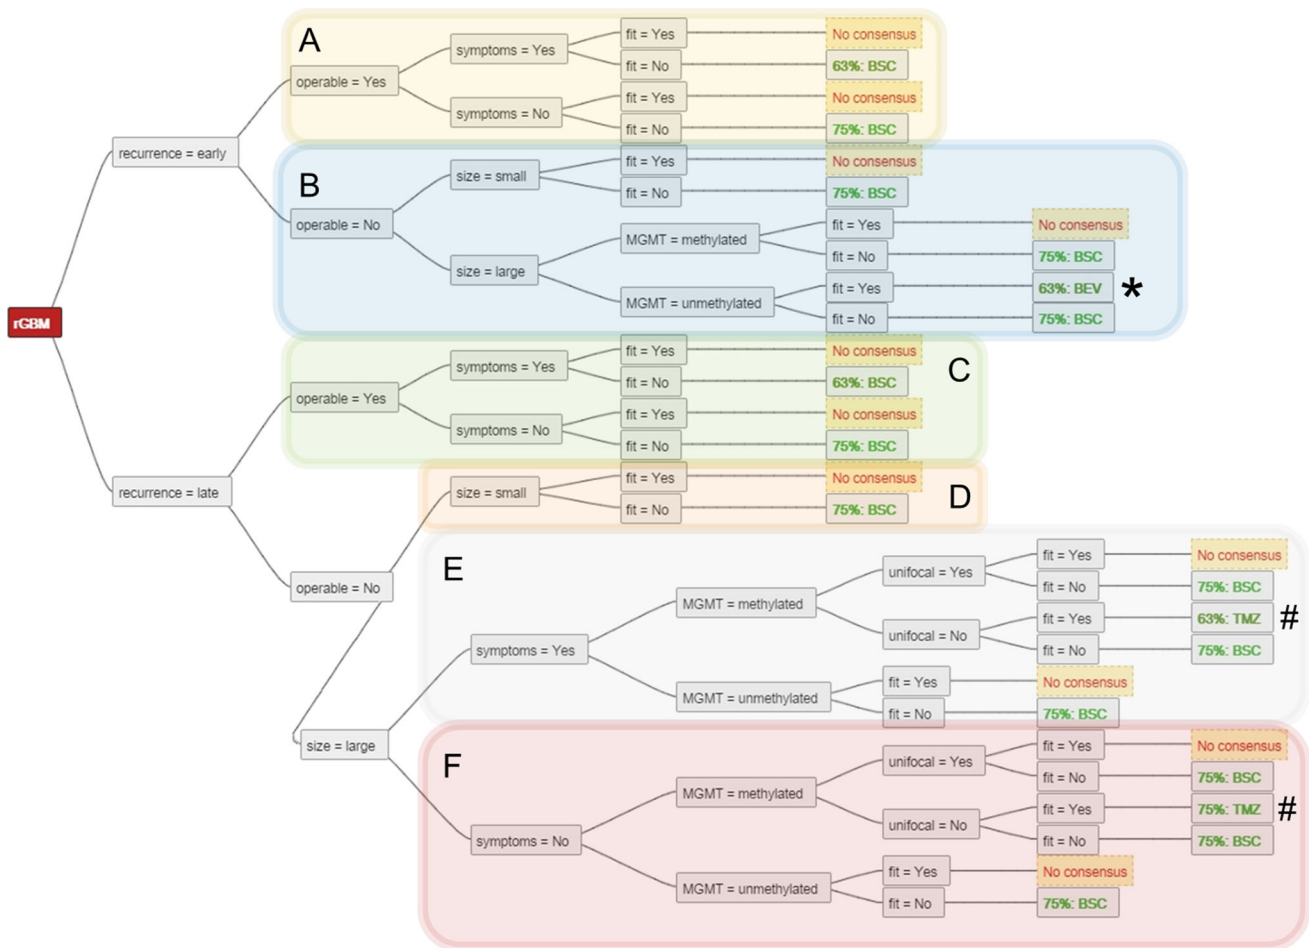 A
fit = Yes
No consensus
symptoms = Yes
fit = No
63%: BSC
operable = Yes
fit = Yes
No consensus
symptoms = No
fit = No
75%: BSC
recurrence = early
B
fit = Yes
No consensus
size = small
fit = No
75%: BSC
operable = No
fit = Yes
No consensus
MGMT = methylated
fit = No
75%: BSC
size = large
fit = Yes
63%: BEV
*
MGMT = unmethylated
fit = No
75%: BSC
rGBM
fit = Yes
No consensus
C
symptoms = Yes
fit = No
63%: BSC
operable = Yes
fit = Yes
No consensus
symptoms = No
fit = No
75%: BSC
recurrence = late
fit = Yes
No consensus
D
size = small
fit = No
75%: BSC
operable = No
E
fit = Yes
No consensus
unifocal = Yes
fit = No
75%: BSC
MGMT = methylated
fit = Yes
63%: TMZ
#
unifocal = No
fit = No
75%: BSC
symptoms = Yes
fit = Yes
No consensus
MGMT = unmethylated
fit = No
75%: BSC
size = large
F
fit = Yes
No consensus
unifocal = Yes
fit = No
75%: BSC
MGMT = methylated
fit = Yes
75%: TMZ
#
unifocal = No
fit = No
75%: BSC
symptoms = No
fit = Yes
No consensus
MGMT = unmethylated
fit = No
75%: BSC